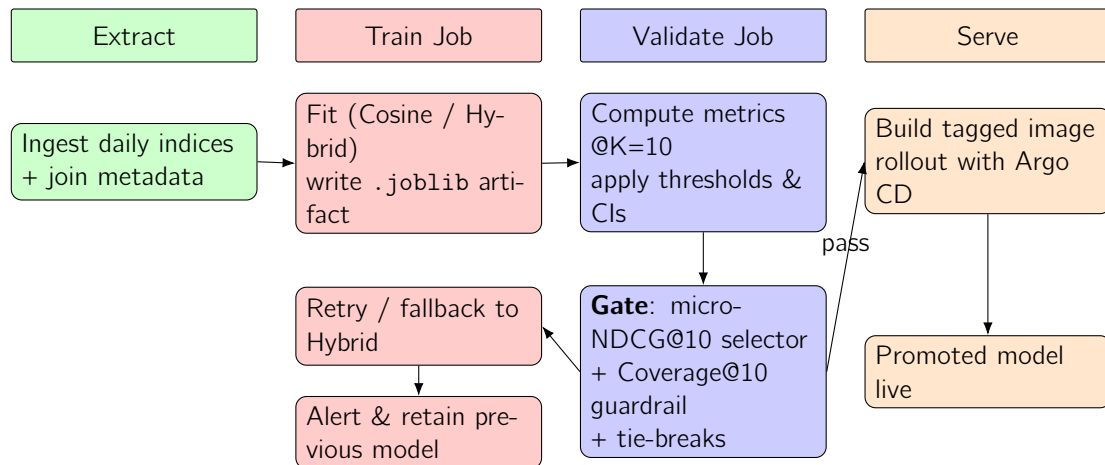 Extract
Train Job
Validate Job
Serve
Ingest daily indices
+ join metadata
Fit (Cosine / Hy-
brid)
write .joblib arti-
fact
Compute metrics
@K=10
apply thresholds &
CIs
Build tagged image
rollout with Argo
CD
pass
Retry / fallback to
Hybrid
Alert & retain pre-
vious model
Gate: micro-
NDCG@10 selector
+ Coverage@10
guardrail
+ tie-breaks
Promoted model
live